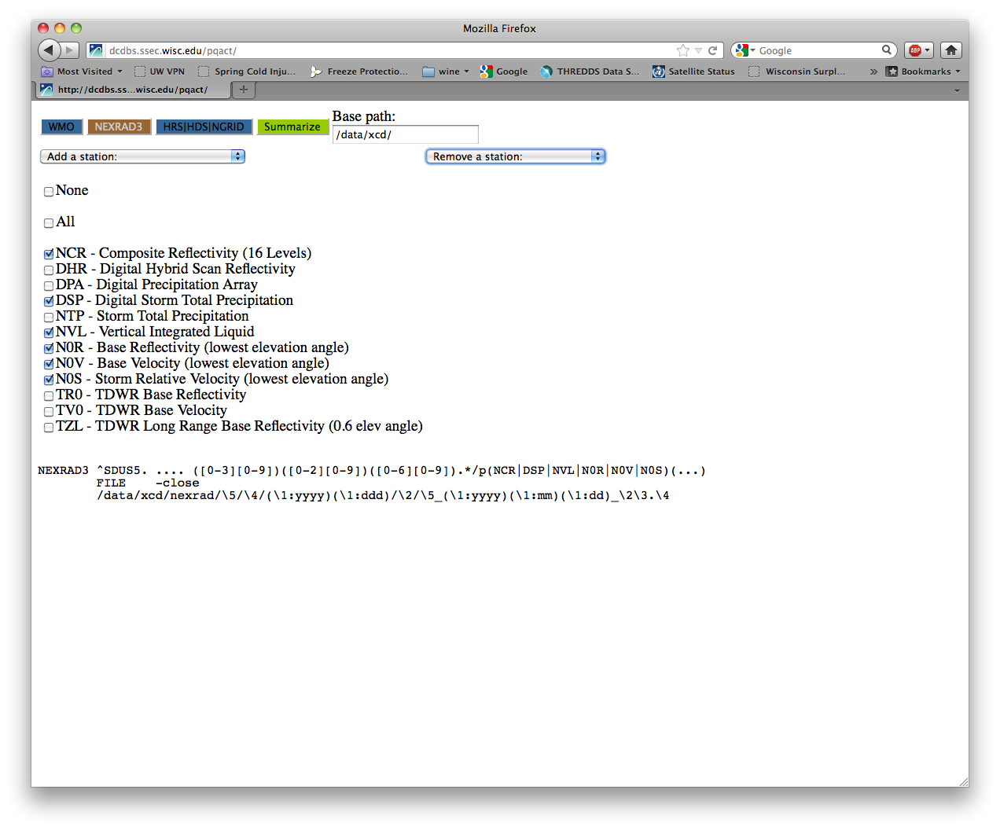 Mozilla Firefox
dcdbs.ssec.wisc.edu/pqact/
Google
ABP
Most Visited
UW VPN
Spring Cold Inju...
Freeze Protectio...
wine
Google
THREDDS Data S...
Satellite Status
Wisconsin Surpl...
»
Bookmarks
http://dcdbs.ss...wisc.edu/pqact/
+
Base path:
WMO
NEXRAD3
HRS|HDS|NGRID
Summarize
/data/xcd/
Add a station:
Remove a station:
None
All
NCR - Composite Reflectivity (16 Levels)
DHR - Digital Hybrid Scan Reflectivity
DPA - Digital Precipitation Array
DSP - Digital Storm Total Precipitation
NTP - Storm Total Precipitation
NVL - Vertical Integrated Liquid
N0R - Base Reflectivity (lowest elevation angle)
N0V - Base Velocity (lowest elevation angle)
N0S - Storm Relative Velocity (lowest elevation angle)
TR0 - TDWR Base Reflectivity
TV0 - TDWR Base Velocity
TZL - TDWR Long Range Base Reflectivity (0.6 elev angle)
NEXRAD3 ^SDUS5. .... ([0-3][0-9])([0-2][0-9])([0-6][0-9]).*/p(NCR|DSP|NVL|N0R|N0V|N0S)(...)
FILE    -close
/data/xcd/nexrad/\5/\4/(\1:yyyy)(\1:ddd)/\2/\5_(\1:yyyy)(\1:mm)(\1:dd)_\2\3.\4